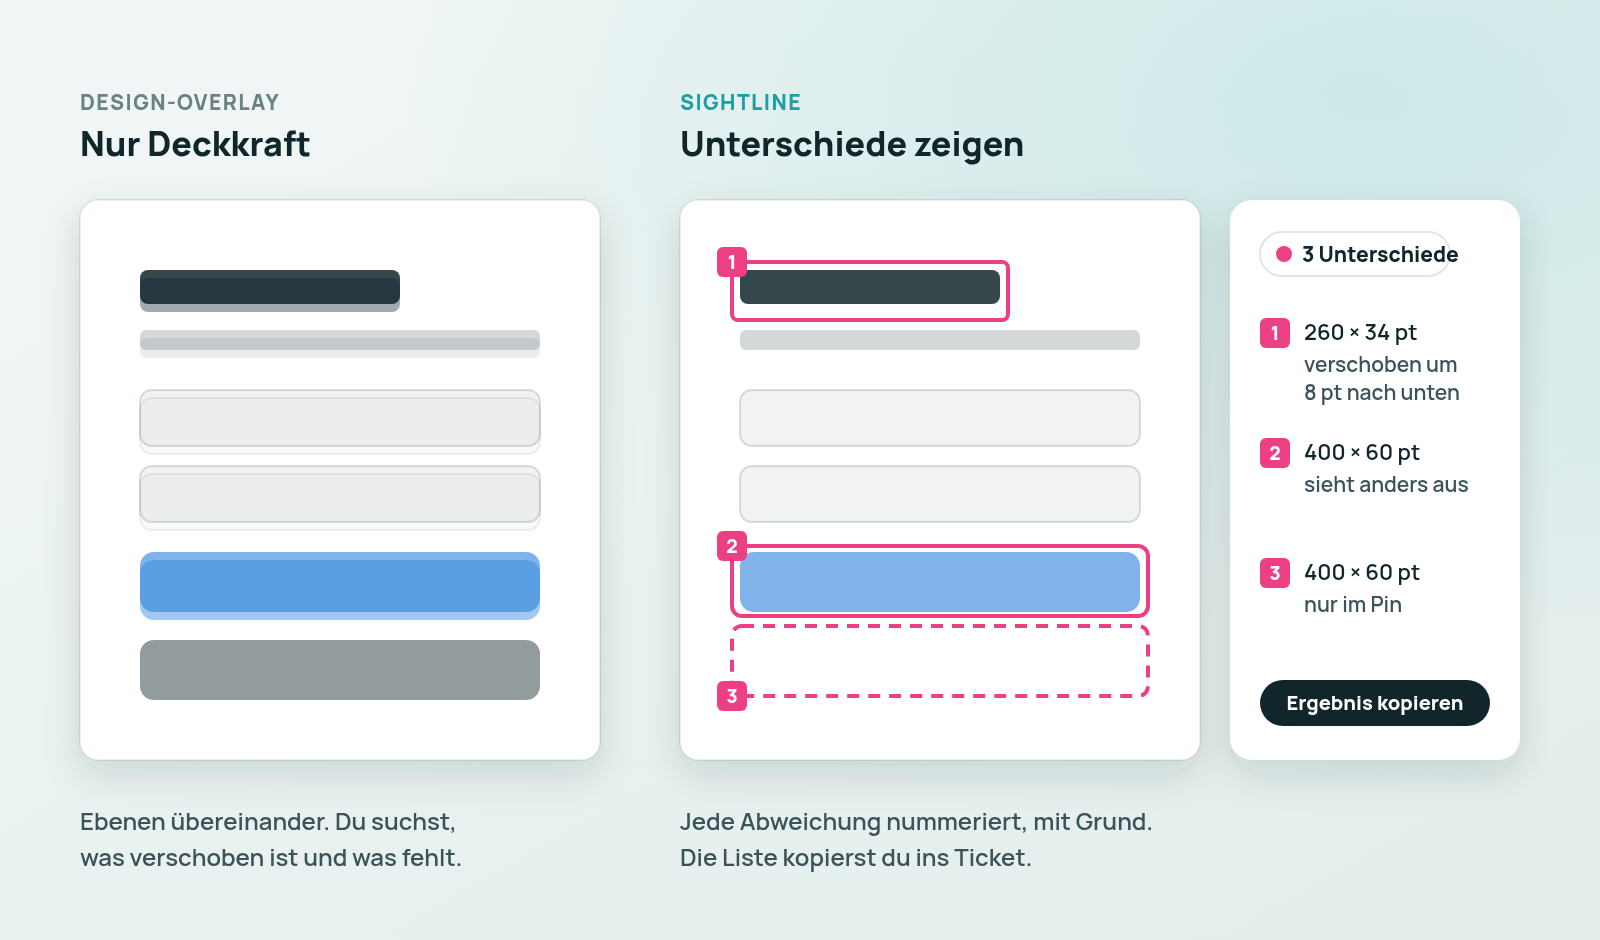 DESIGN-OVERLAY
Nur Deckkraft
Ebenen übereinander. Du suchst,
was verschoben ist und was fehlt.
SIGHTLINE
Unterschiede zeigen
1
2
3
3 Unterschiede
1 260 × 34 pt
verschoben um
8 pt nach unten
2 400 × 60 pt
sieht anders aus
3 400 × 60 pt
nur im Pin
Ergebnis kopieren
Jede Abweichung nummeriert, mit Grund.
Die Liste kopierst du ins Ticket.